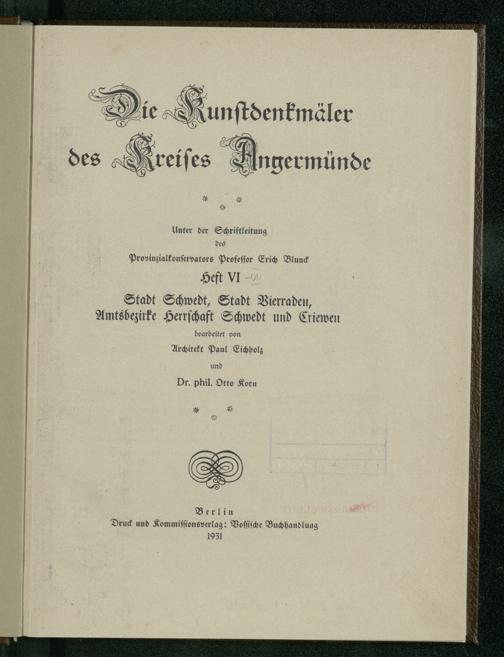 Die Kunstdenkmäler
des Kreises Angermünde
Unter der Schriftleitung
des
Provinzialkonservators Professor Erich Blunck
Heft VI
Stadt Schwedt, Stadt Vierraden,
Amtsbezirke Herrschaft Schwedt und Criewen
bearbeitet von
Architekt Paul Eichholz
und
Dr. phil. Otto Korn
Berlin
Druck und Kommissionsverlag: Vossische Buchhandlung
1931